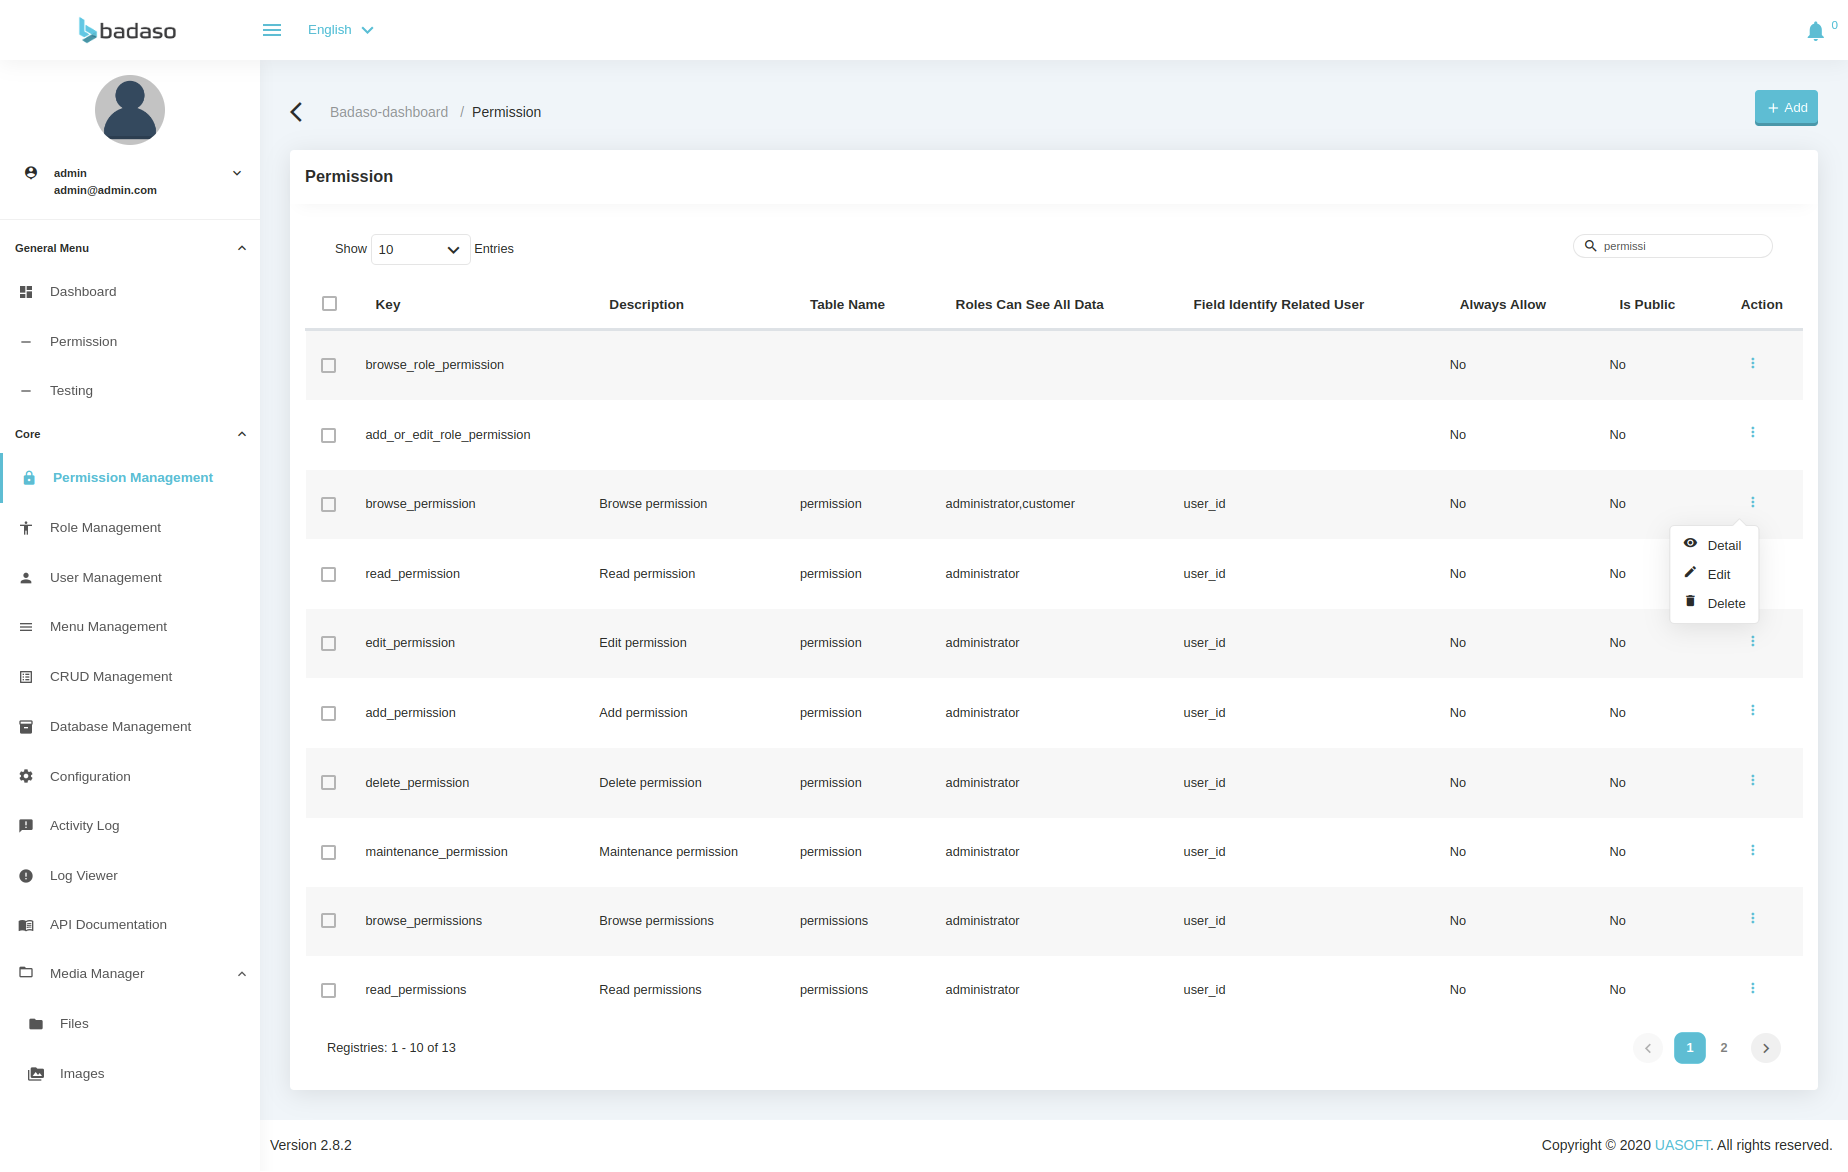 badaso
English
0
admin
admin@admin.com
General Menu
Dashboard
Permission
Testing
Core
Permission Management
Role Management
User Management
Menu Management
CRUD Management
Database Management
Configuration
Activity Log
Log Viewer
API Documentation
Media Manager
Files
Images
Badaso-dashboard / Permission
Add
Permission
Show 10 Entries
permissi
Key Description Table Name Roles Can See All Data Field Identify Related User Always Allow Is Public Action
browse_role_permission No No
add_or_edit_role_permission No No
browse_permission Browse permission permission administrator,customer user_id No No
read_permission Read permission permission administrator user_id No No
edit_permission Edit permission permission administrator user_id No No
add_permission Add permission permission administrator user_id No No
delete_permission Delete permission permission administrator user_id No No
maintenance_permission Maintenance permission permission administrator user_id No No
browse_permissions Browse permissions permissions administrator user_id No No
read_permissions Read permissions permissions administrator user_id No No
Detail
Edit
Delete
Registries: 1 - 10 of 13
1 2
Version 2.8.2
Copyright © 2020 UASOFT. All rights reserved.